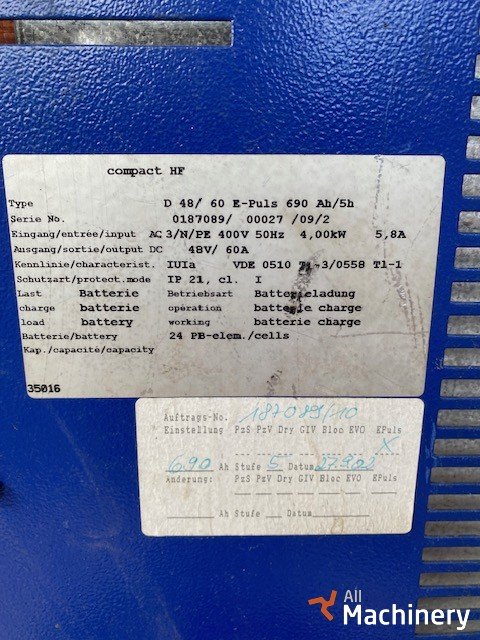 compact HF
Type D 48/ 60 E-Puls 690 Ah/5h
Serie No. 0187089/ 00027 /09/2
Eingang/entrée/input AC 3/N/PE 400V 50Hz 4,00kW 5,8A
Ausgang/sortie/output DC 48V/ 60A
Kennlinie/characterist. IUIa VDE 0510 T1-3/0558 T1-1
Schutzart/protect.mode IP 21, cl. I
Last Batterie Betriebsart Batterieladung
charge batterie opération batterie charge
load battery working batterie charge
Batterie/battery 24 PB-elem./cells
Kap./capacité/capacity
35016
Auftrags-No. 187089/10
Einstellung PzS PzV Dry GIV Bloc EVO EPuls
X
690 Ah Stufe 5 Datum 27.9.02
Änderung: PzS PzV Dry GIV Bloc EVO EPuls
Ah Stufe Datum
All
Machinery